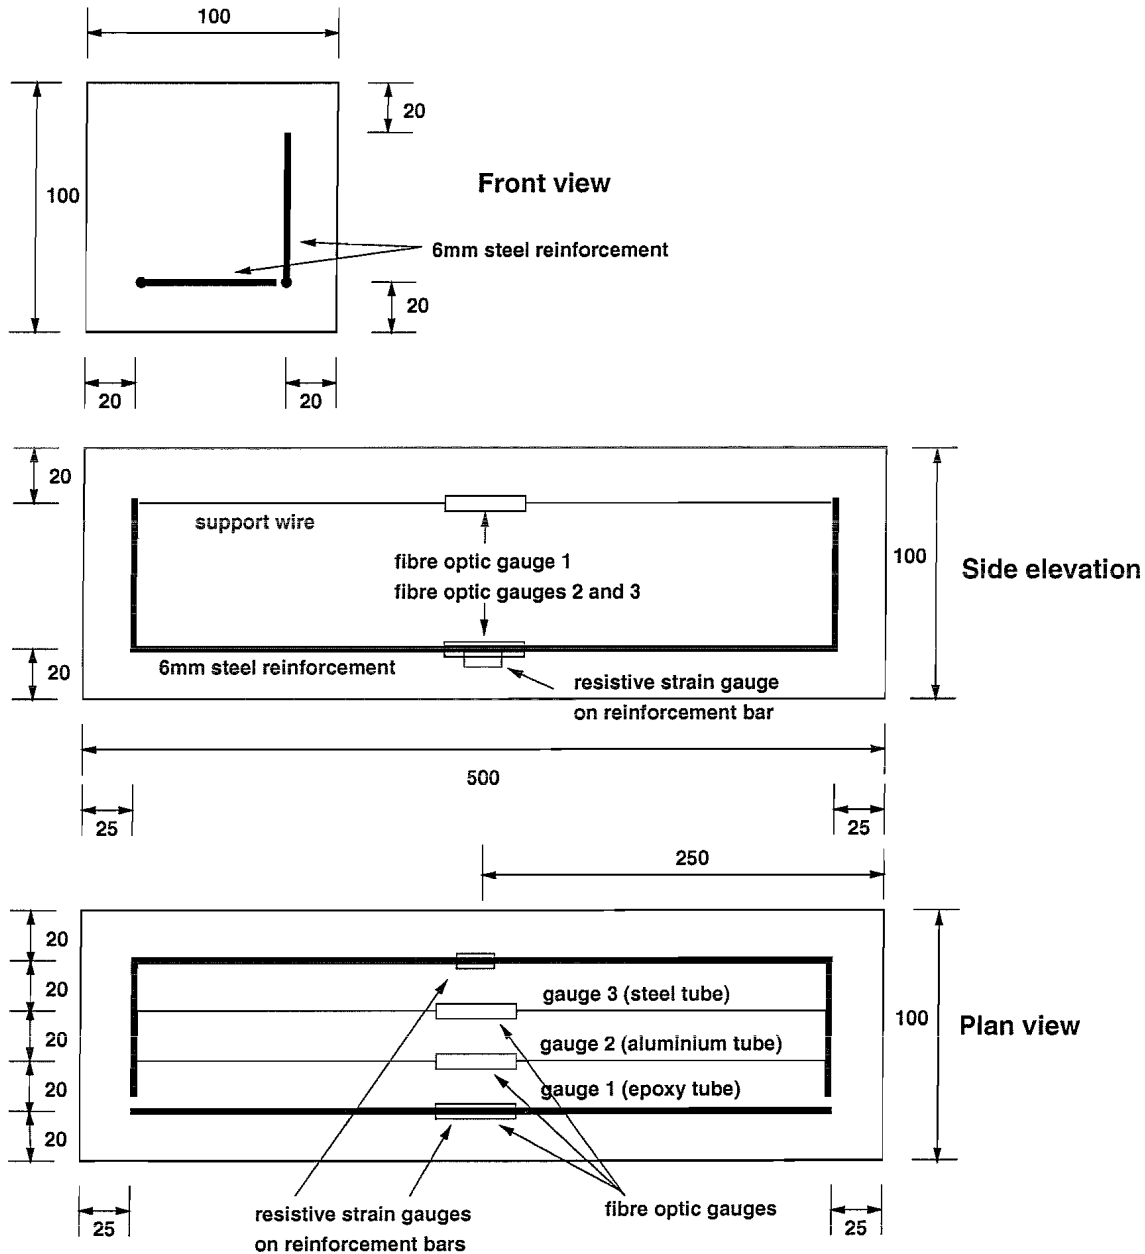 100
20
100
Front view
6mm steel reinforcement
20
20
20
20
support wire
fibre optic gauge 1
fibre optic gauges 2 and 3
100
Side elevation
20
6mm steel reinforcement
resistive strain gauge
on reinforcement bar
500
25
25
250
20
20
gauge 3 (steel tube)
100
Plan view
20
gauge 2 (aluminium tube)
20
gauge 1 (epoxy tube)
20
25
resistive strain gauges
on reinforcement bars
fibre optic gauges
25